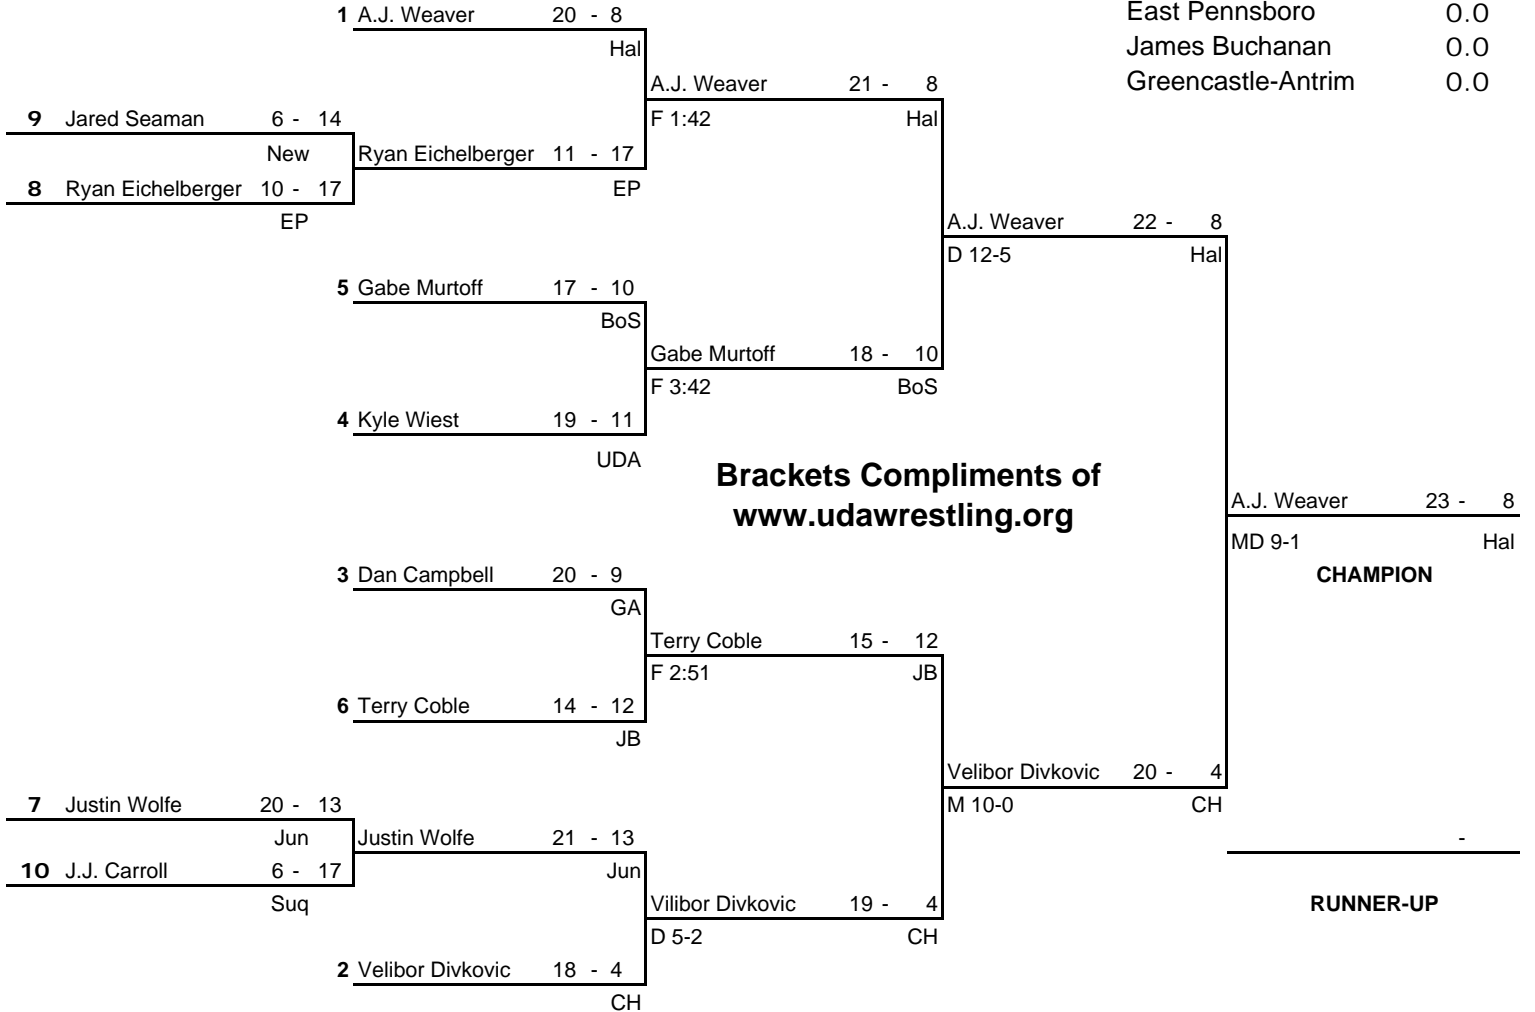 1 A.J. Weaver 20 - 8
East Pennsboro 0.0
Hal
James Buchanan 0.0
A.J. Weaver 21 - 8
Greencastle-Antrim 0.0
9 Jared Seaman 6 - 14
F 1:42 Hal
New
Ryan Eichelberger 11 - 17
8 Ryan Eichelberger 10 - 17
EP
EP
A.J. Weaver 22 - 8
D 12-5 Hal
5 Gabe Murtoff 17 - 10
BoS
Gabe Murtoff 18 - 10
F 3:42 BoS
4 Kyle Wiest 19 - 11
UDA
Brackets Compliments of
www.udawrestling.org
A.J. Weaver 23 - 8
MD 9-1 Hal
CHAMPION
3 Dan Campbell 20 - 9
GA
Terry Coble 15 - 12
F 2:51 JB
6 Terry Coble 14 - 12
JB
Velibor Divkovic 20 - 4
M 10-0 CH
7 Justin Wolfe 20 - 13
Jun
Justin Wolfe 21 - 13
-
10 J.J. Carroll 6 - 17
Jun
Suq
Vilibor Divkovic 19 - 4
RUNNER-UP
D 5-2 CH
2 Velibor Divkovic 18 - 4
CH